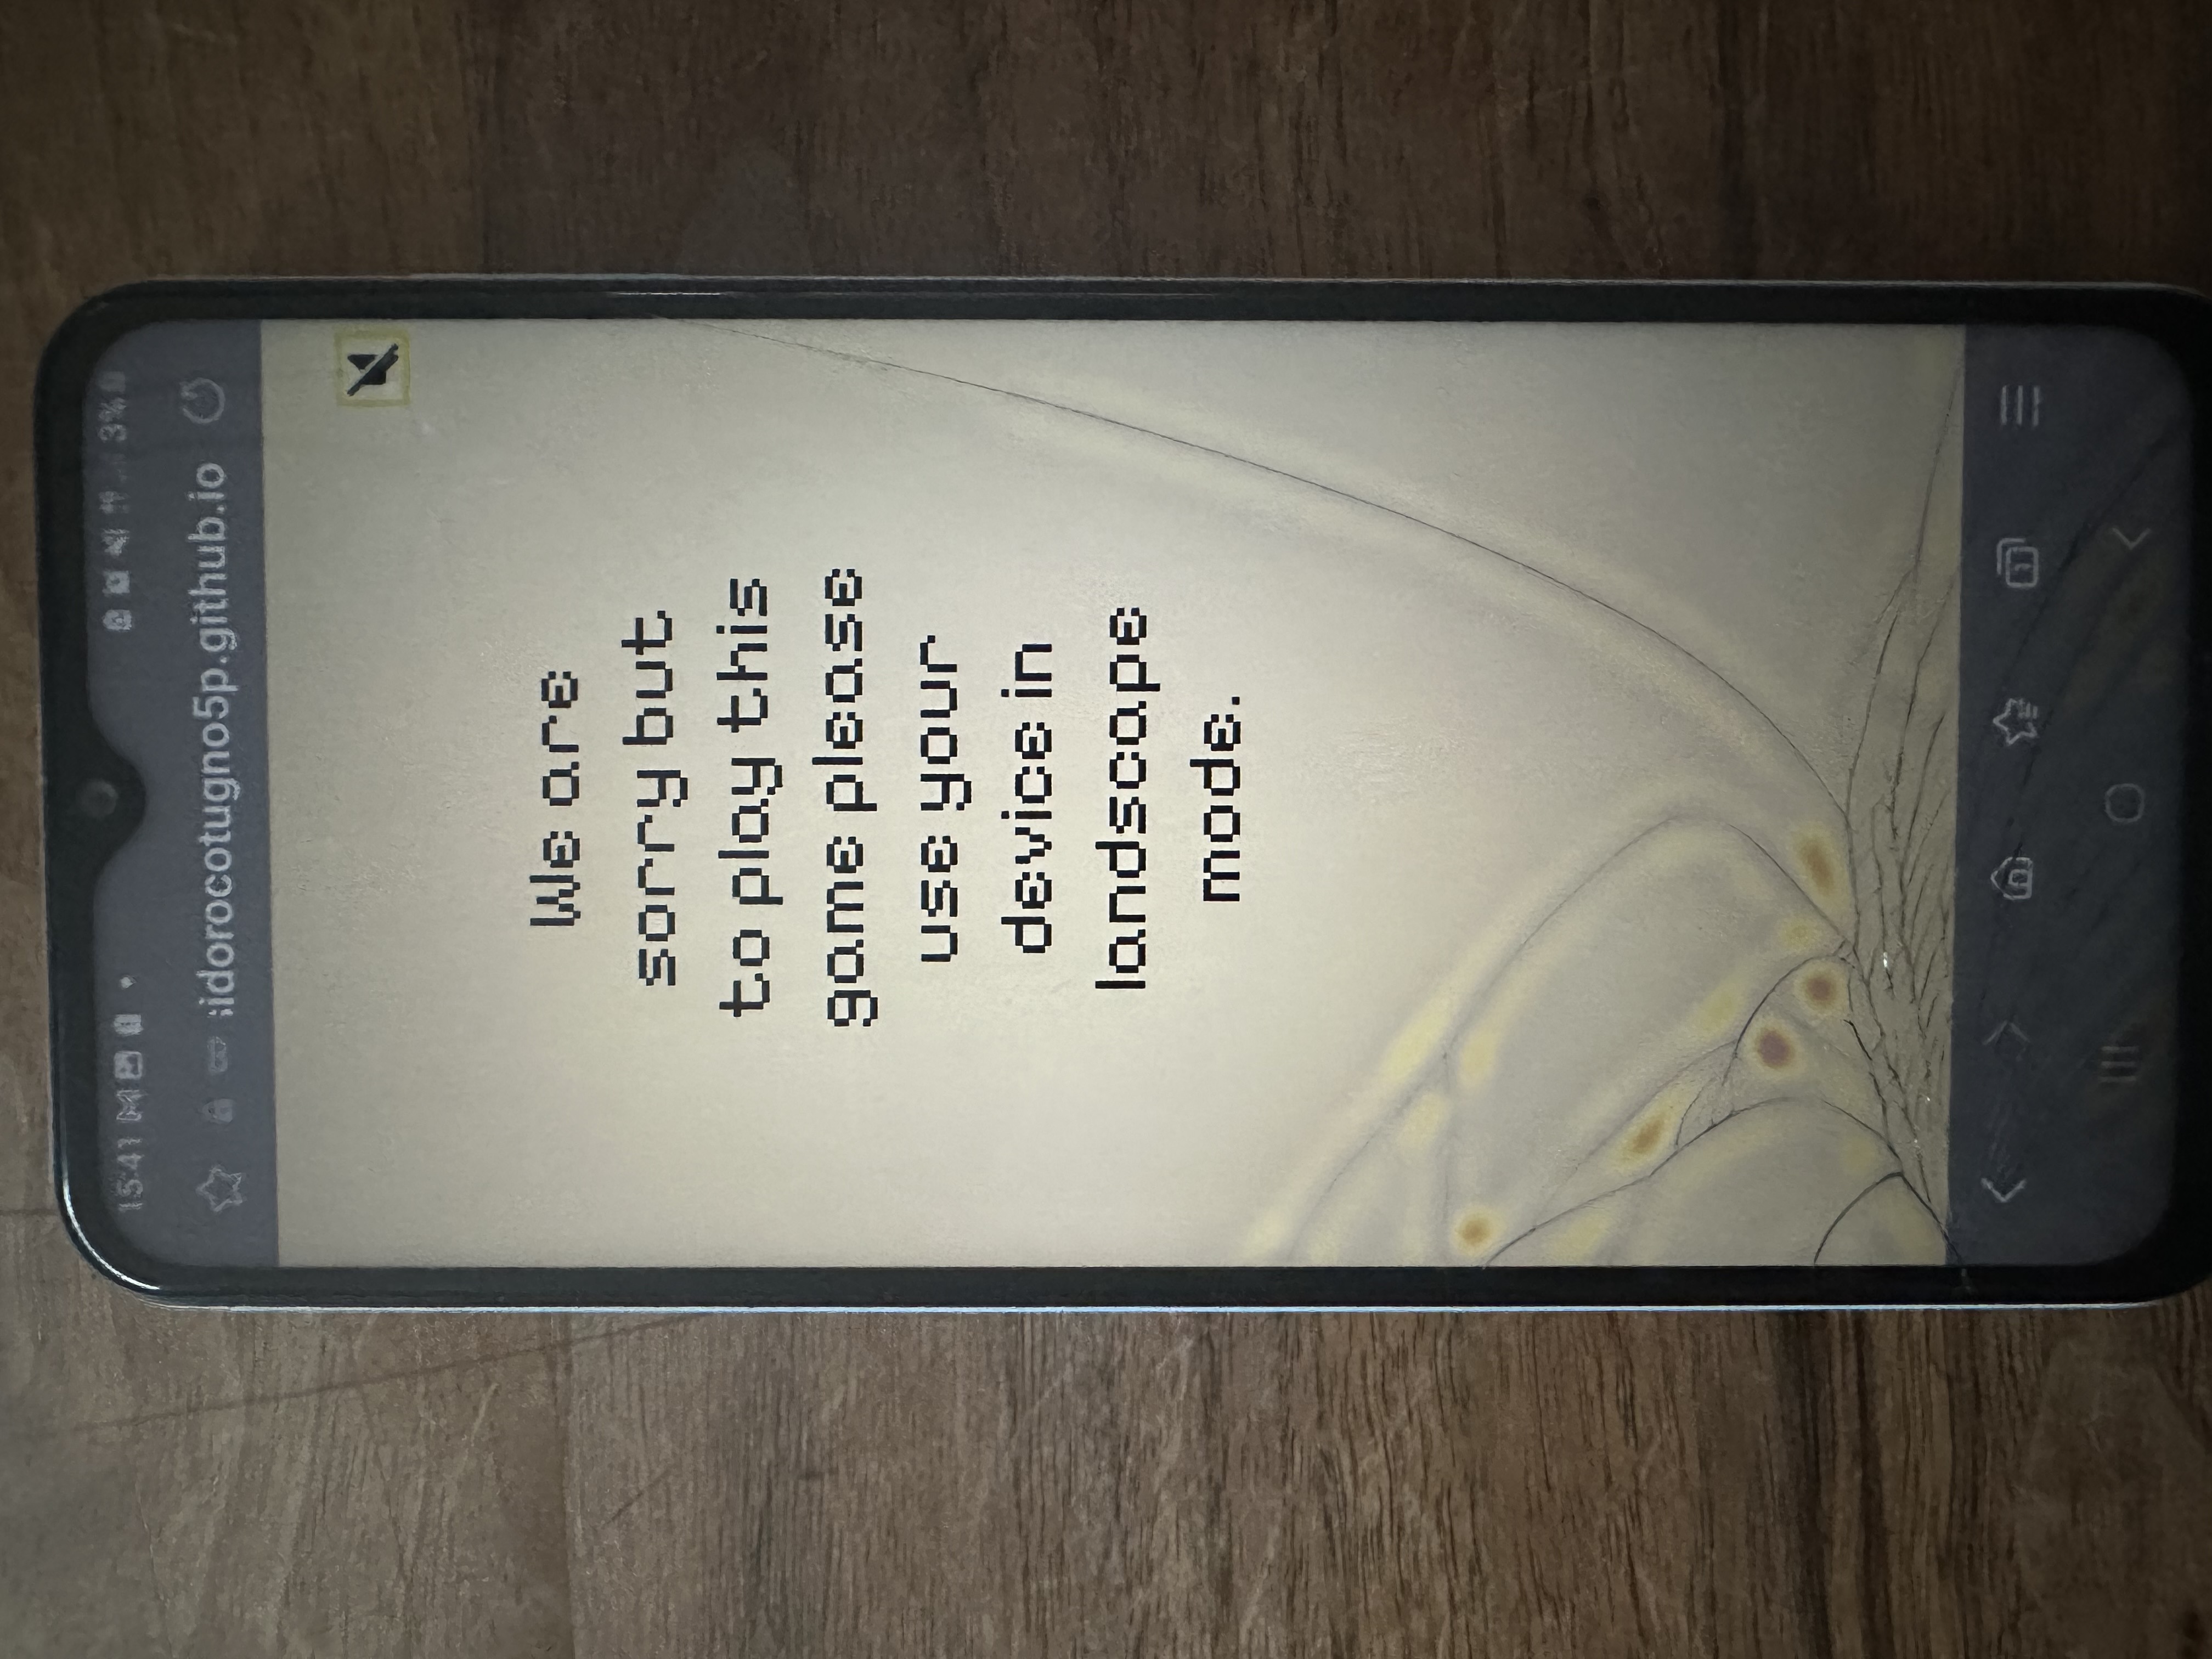 15:41 3%
sidorocotugno5p.github.io
We are
sorry but
to play this
game please
use your
device in
landscape
mode.
1